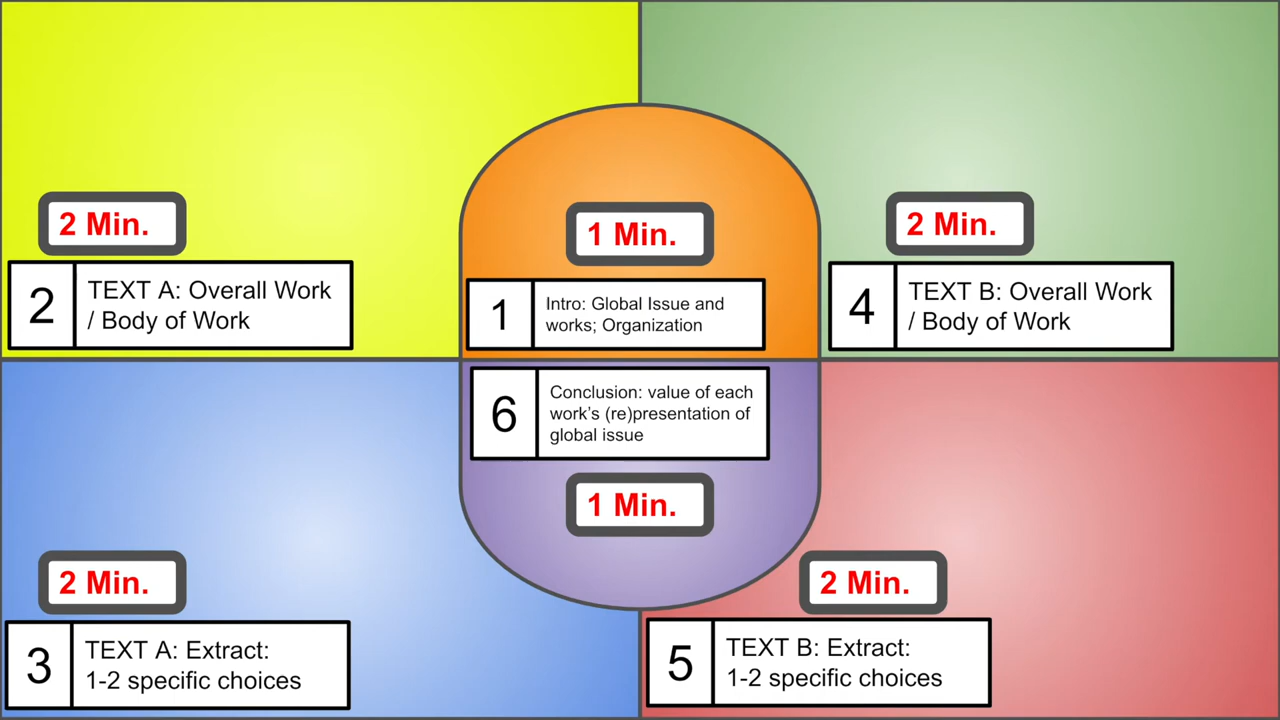 1 Min.
1
Intro: Global Issue and
works; Organization
2 Min.
2
TEXT A: Overall Work
/ Body of Work
2 Min.
3
TEXT A: Extract:
1-2 specific choices
2 Min.
4
TEXT B: Overall Work
/ Body of Work
2 Min.
5
TEXT B: Extract:
1-2 specific choices
6
Conclusion: value of each
work's (re)presentation of
global issue
1 Min.